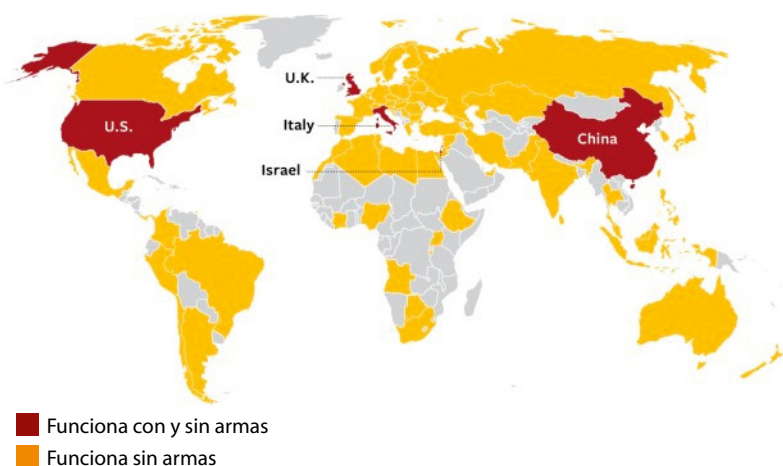 U.K.
U.S.
Italy
China
Israel
Funciona con y sin armas
Funciona sin armas